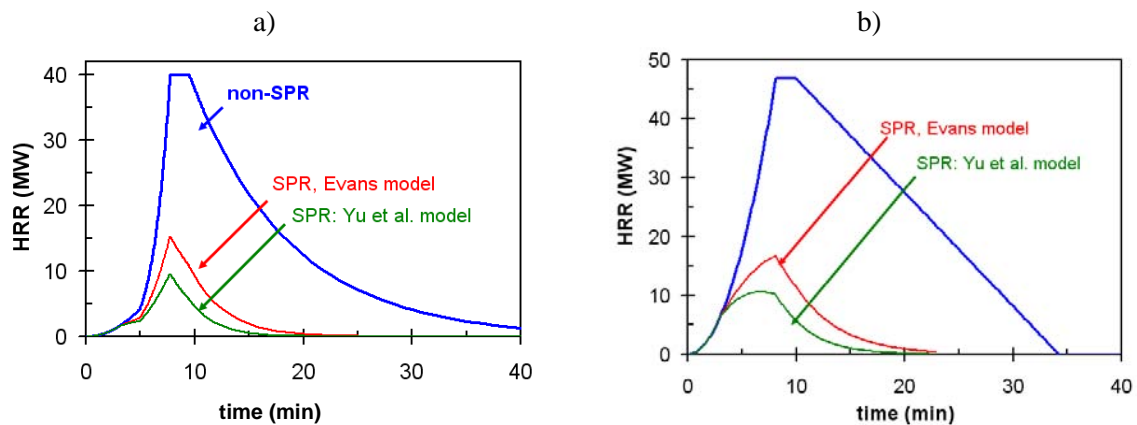 a)
HRR (MW)
40
30
20
10
0
non-SPR
SPR, Evans model
SPR: Yu et al. model
0 10 20 30 40
time (min)
b)
HRR (MW)
50
40
30
20
10
0
SPR, Evans model
SPR: Yu et al. model
0 10 20 30 40
time (min)